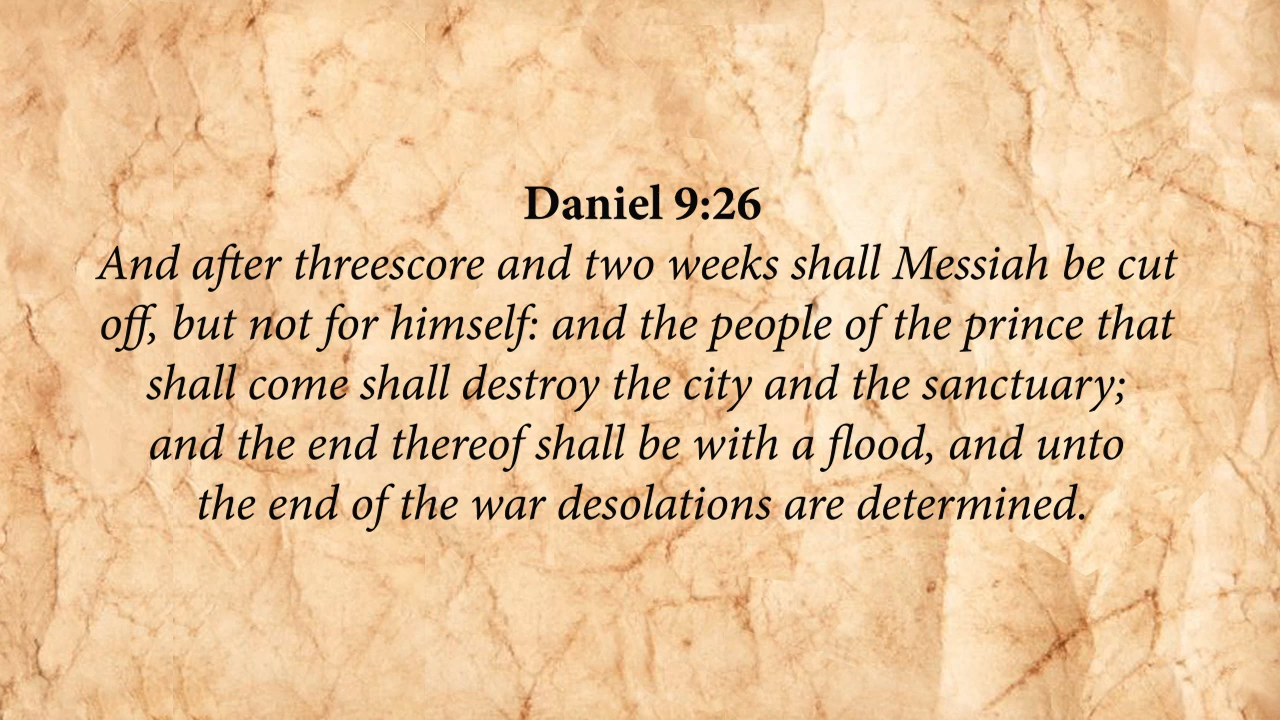 Daniel 9:26
And after threescore and two weeks shall Messiah be cut
off, but not for himself: and the people of the prince that
shall come shall destroy the city and the sanctuary;
and the end thereof shall be with a flood, and unto
the end of the war desolations are determined.